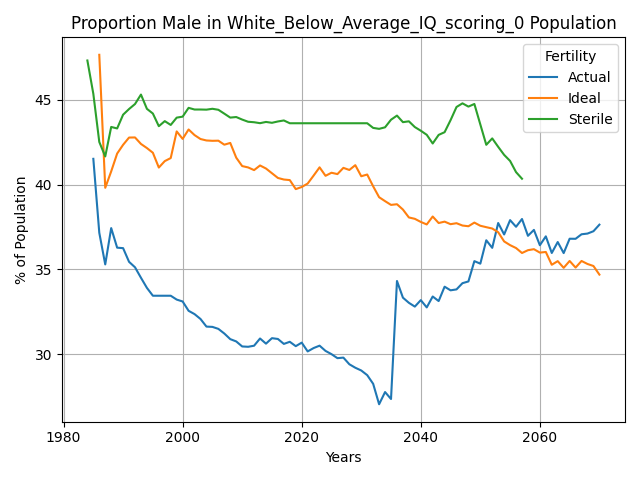 Proportion Male in White_Below_Average_IQ_scoring_0 Population
Fertility
Actual
Ideal
Sterile
% of Population
45
40
35
30
1980
2000
2020
2040
2060
Years